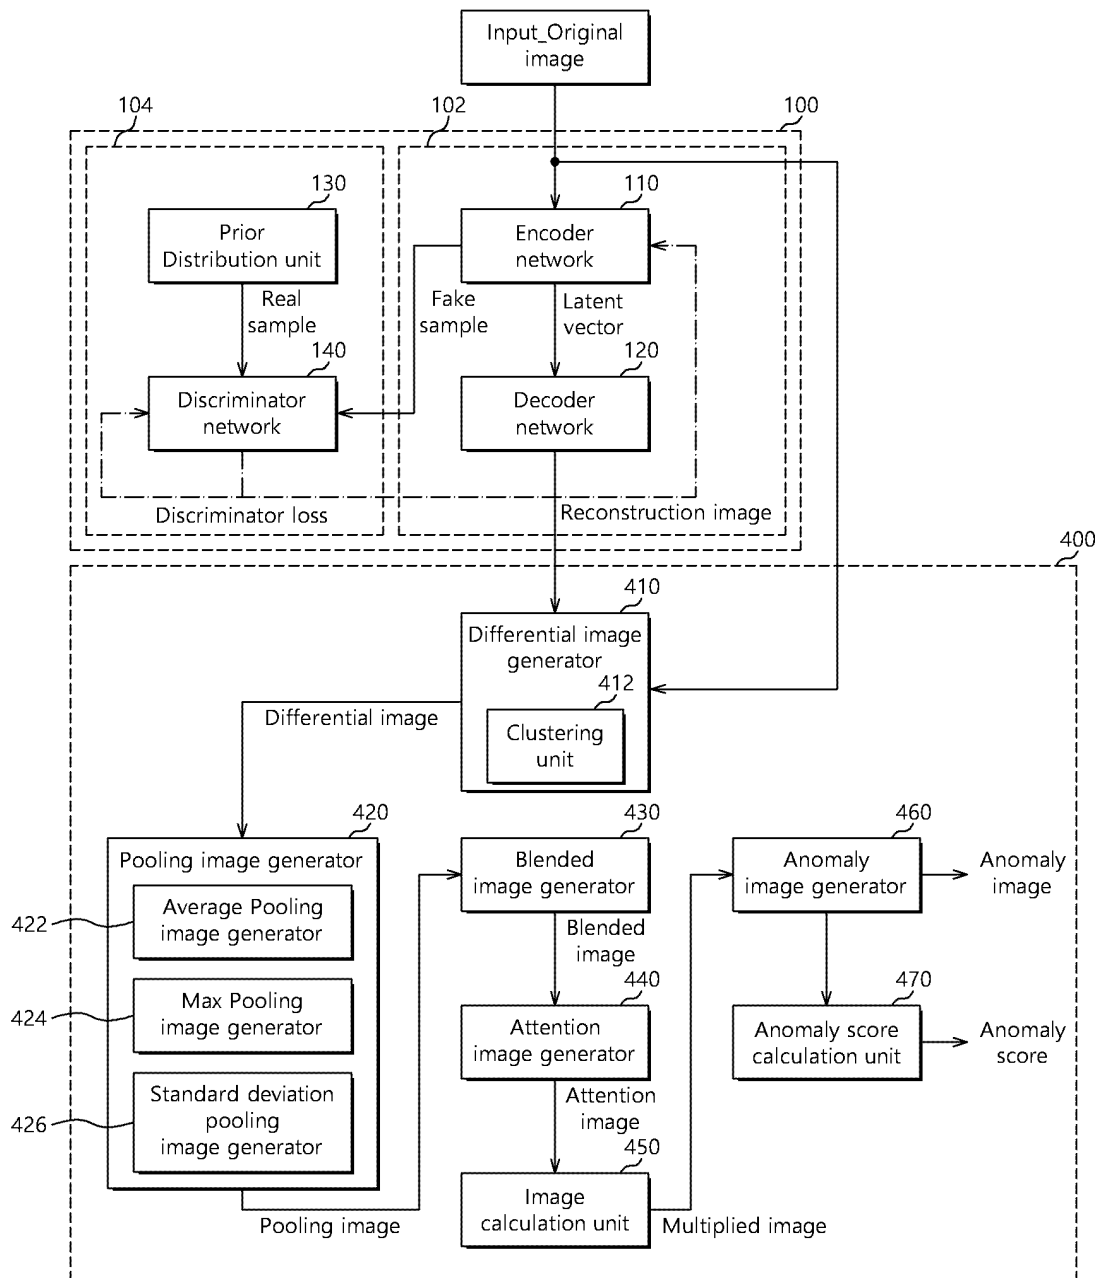 Input_Original
image
104
102
100
130
110
Prior
Distribution unit
Encoder
network
Real
sample
Fake
sample
Latent
vector
140
120
Discriminator
network
Decoder
network
Discriminator loss
Reconstruction image
400
410
Differential image
generator
412
Clustering
unit
Differential image
420
Pooling image generator
422
Average Pooling
image generator
424
Max Pooling
image generator
426
Standard deviation
pooling
image generator
Pooling image
430
Blended
image generator
Blended
image
440
Attention
image generator
Attention
image
450
Image
calculation unit
Multiplied image
460
Anomaly
image generator
Anomaly
image
470
Anomaly score
calculation unit
Anomaly
score